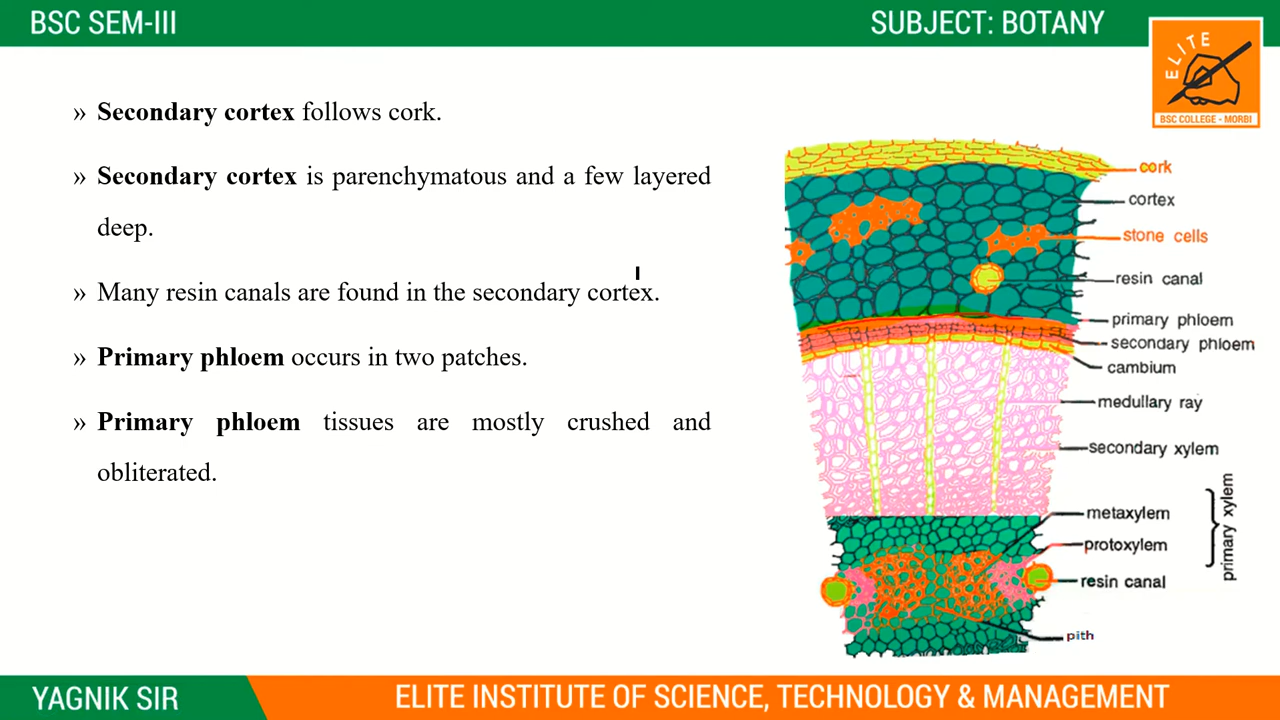 BSC SEM-III
SUBJECT: BOTANY
ELITE
BSC COLLEGE - MORBI
» Secondary cortex follows cork.
» Secondary cortex is parenchymatous and a few layered
deep.
» Many resin canals are found in the secondary cortex.
» Primary phloem occurs in two patches.
» Primary phloem tissues are mostly crushed and
obliterated.
cork
cortex
stone cells
resin canal
primary phloem
secondary phloem
cambium
medullary ray
secondary xylem
metaxylem
protoxylem
primary xylem
resin canal
pith
YAGNIK SIR
ELITE INSTITUTE OF SCIENCE, TECHNOLOGY & MANAGEMENT